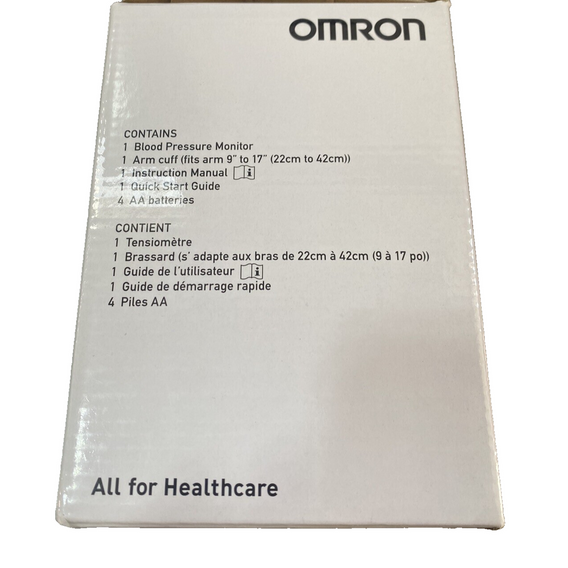 OMRON
CONTAINS
1 Blood Pressure Monitor
1 Arm cuff (fits arm 9” to 17” (22cm to 42cm))
1 Instruction Manual
1 Quick Start Guide
4 AA batteries
CONTIENT
1 Tensiomètre
1 Brassard (s’ adapte aux bras de 22cm à 42cm (9 à 17 po))
1 Guide de l’utilisateur
1 Guide de démarrage rapide
4 Piles AA
All for Healthcare